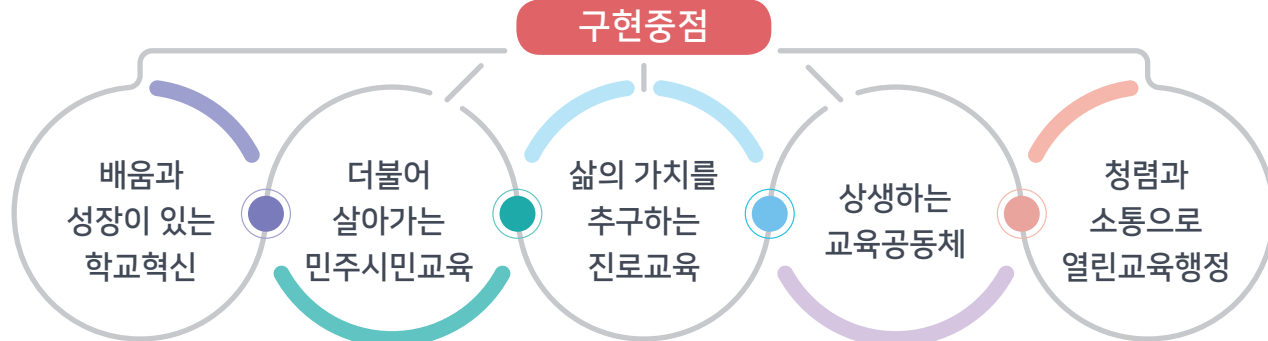 구현중점
배움과
성장이 있는
학교혁신
더불어
살아가는
민주시민교육
삶의 가치를
추구하는
진로교육
상생하는
교육공동체
청렴과
소통으로
열린교육행정